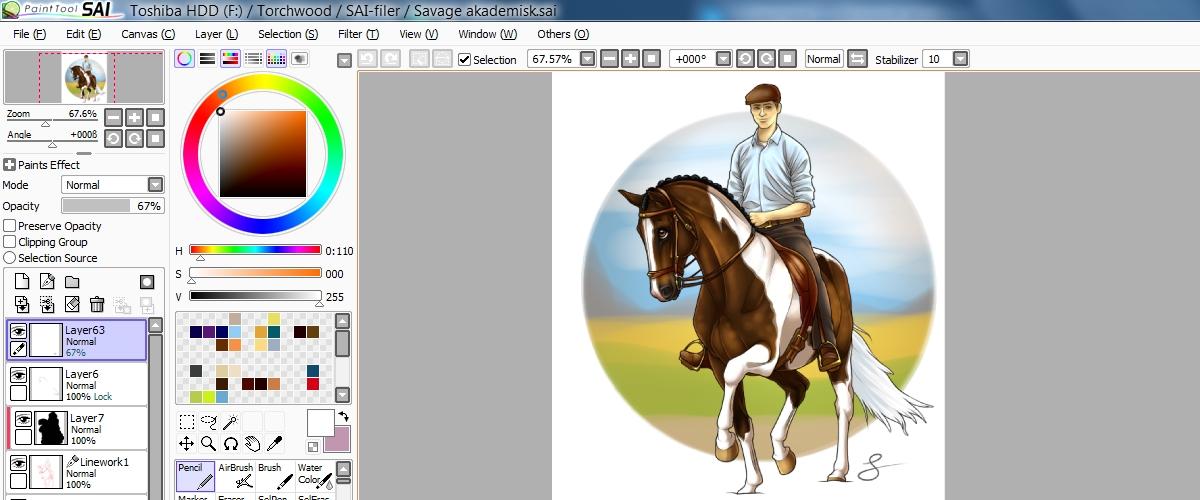 PaintTool SAI Toshiba HDD (F:) / Torchwood / SAI-filer / Savage akademisk.sai
File (F) Edit (E) Canvas (C) Layer (L) Selection (S) Filter (T) View (V) Window (W) Others (O)
Selection 67.57% +000° Normal Stabilizer 10
Zoom 67.6%
Angle +000ß
Paints Effect
Mode Normal
Opacity 67%
Preserve Opacity
Clipping Group
Selection Source
H 0:110
S 000
V 255
Layer63
Normal
67%
Layer6
Normal
100% Lock
Layer7
Normal
100%
Linework1
Normal
100%
Pencil AirBrush Brush Water
Color
Marker Eraser SelPen SelEras